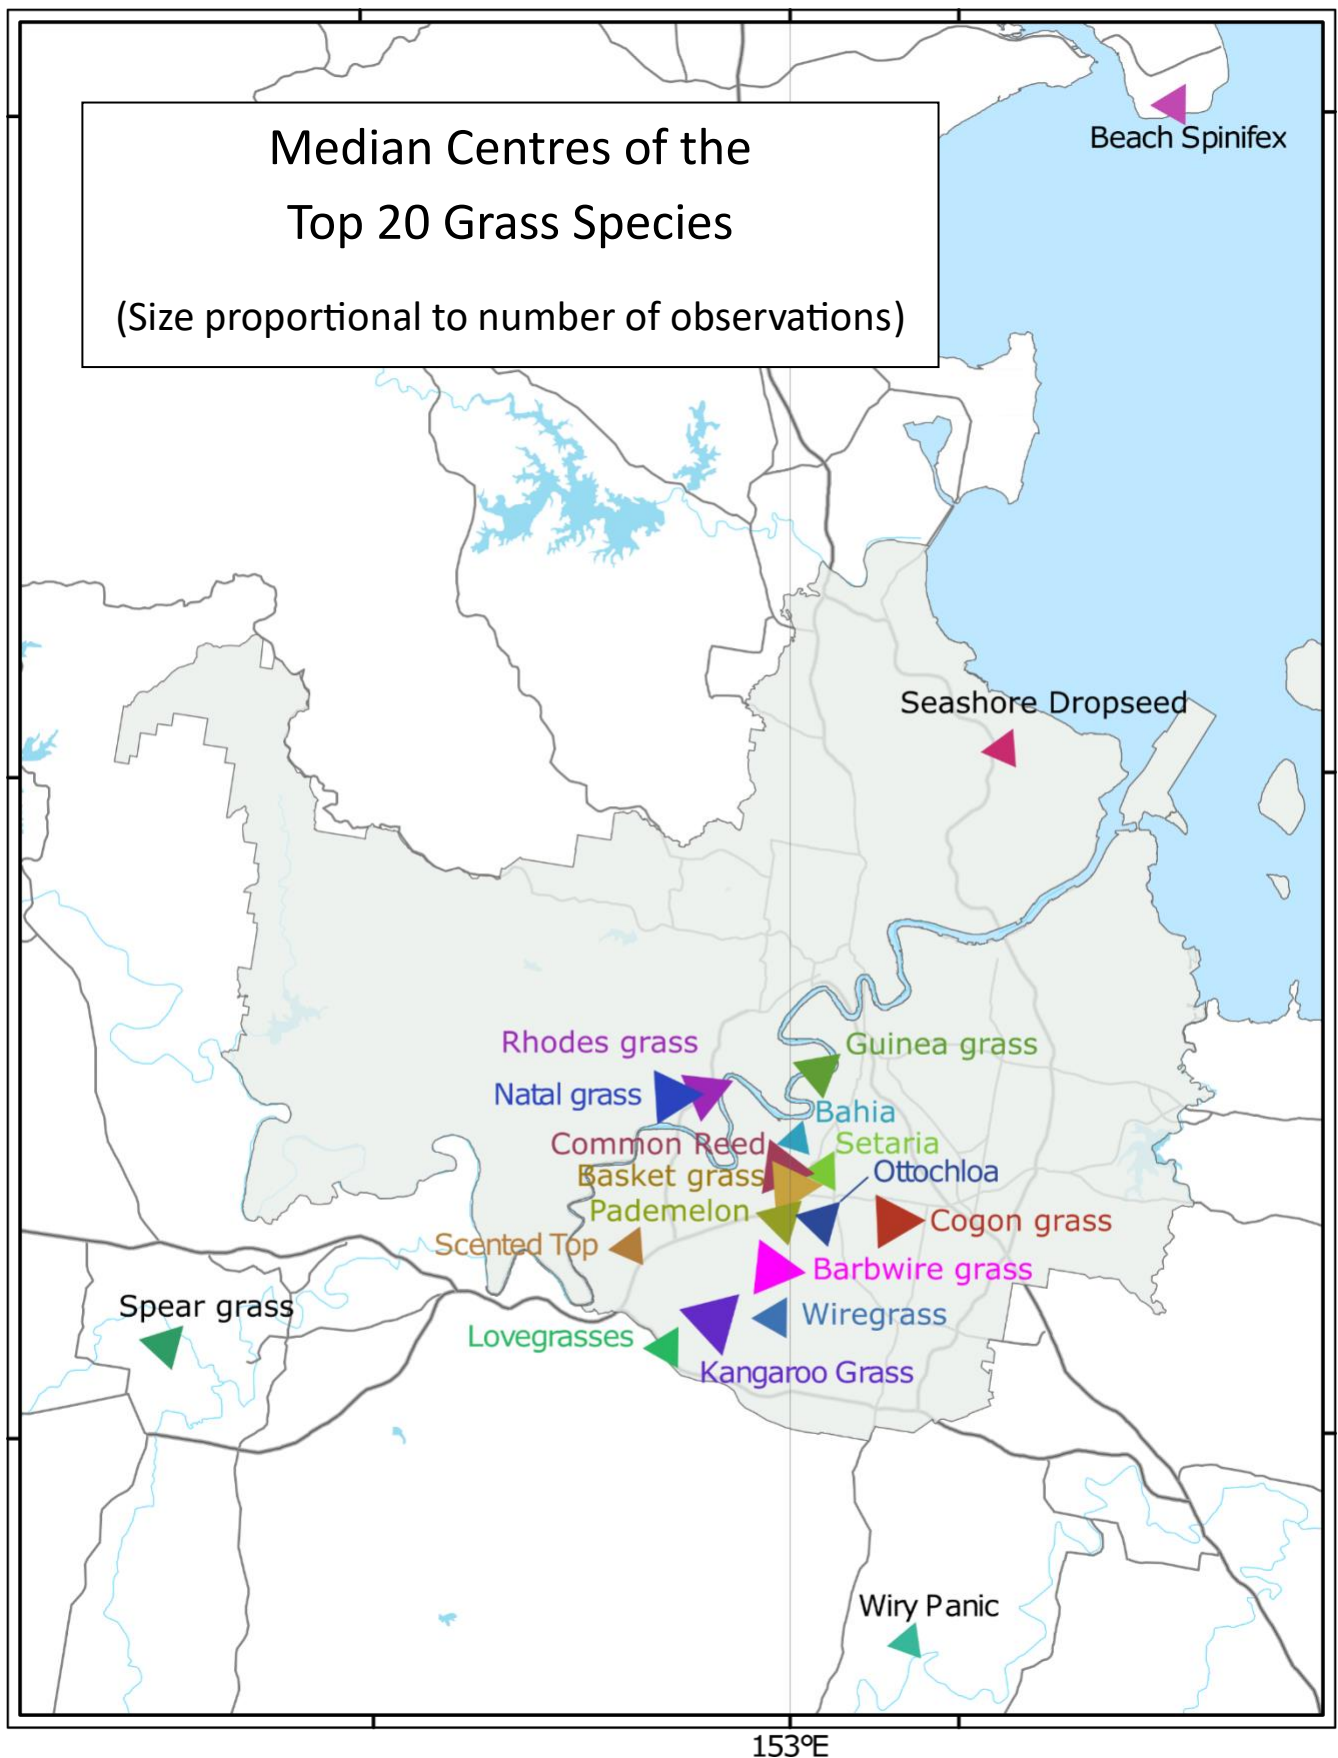 Median Centres of the
Top 20 Grass Species
(Size proportional to number of observations)
Beach Spinifex
Seashore Dropseed
Rhodes grass
Guinea grass
Natal grass
Bahia
Common Reed
Setaria
Basket grass
Ottochloa
Pademelon
Cogon grass
Scented Top
Barbwire grass
Spear grass
Wiregrass
Lovegrasses
Kangaroo Grass
Wiry Panic
153°E